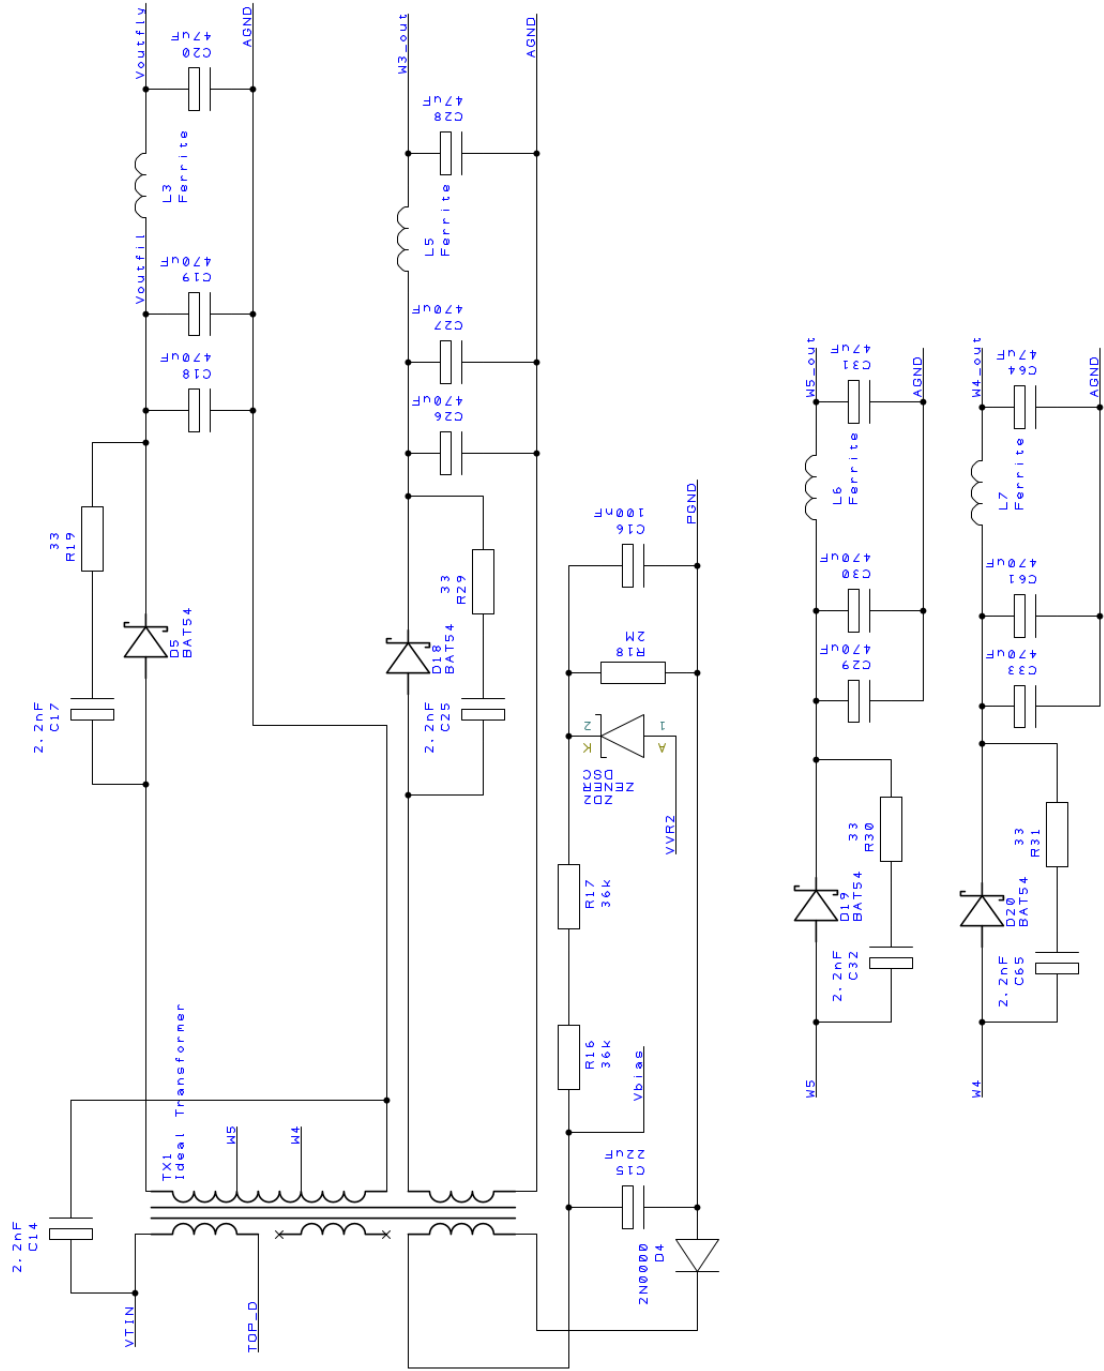 Voutfly
47uF
C20
AGND
L3
Ferrite
Voutfil
470uF
C19
470uF
C18
33
R19
D5
BAT54
2.2nF
C17
W3_out
AGND
47uF
C28
L5
Ferrite
470uF
C27
470uF
C26
33
R29
D18
BAT54
2.2nF
C25
PGND
100nF
C16
2M
R18
2
K
1
A
ZD2
ZENER
DSC
VVR2
R17
36k
R16
36k
Vbias
22uF
C15
2N0000
D4
TX1
Ideal Transformer
W5
W4
2.2nF
C14
VTIN
TOP_D
W5_out
47uF
C31
AGND
L6
Ferrite
470uF
C30
470uF
C29
33
R30
D19
BAT54
2.2nF
C32
W5
W4_out
47uF
C64
AGND
L7
Ferrite
470uF
C61
470uF
C33
33
R31
D20
BAT54
2.2nF
C65
W4